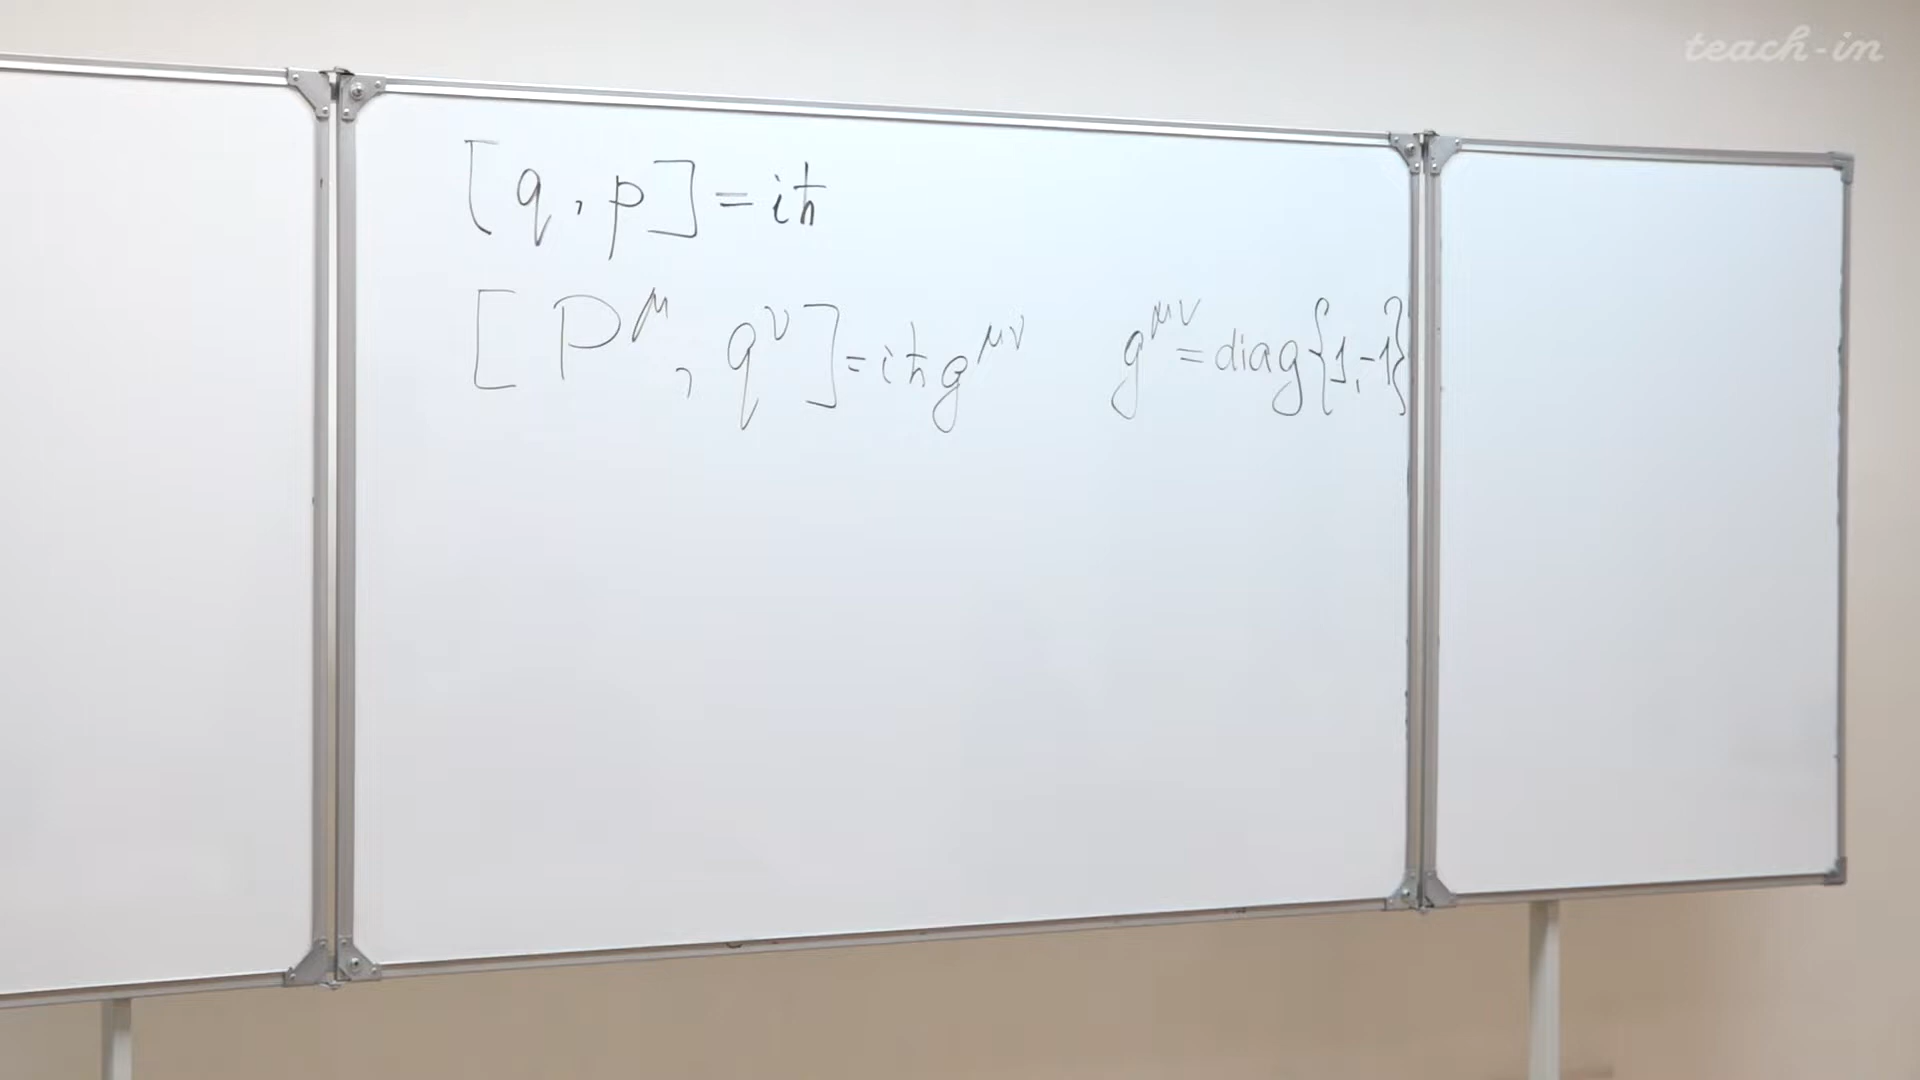 teach-in
[q, p] = iħ
[P^μ, q^ν] = iħg^μν g^μν = diag{1,-1}